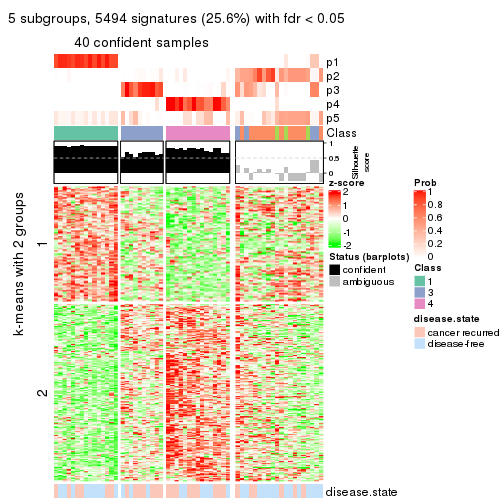 5 subgroups, 5494 signatures (25.6%) with fdr < 0.05
40 confident samples
p1
p2
p3
p4
p5
Class
1
0.5
0
Silhouette
score
k-means with 2 groups
1
2
z-score
2
1
0
-1
-2
Status (barplots)
confident
ambiguous
Prob
1
0.8
0.6
0.4
0.2
0
Class
1
3
4
disease.state
cancer recurred
disease-free
disease.state